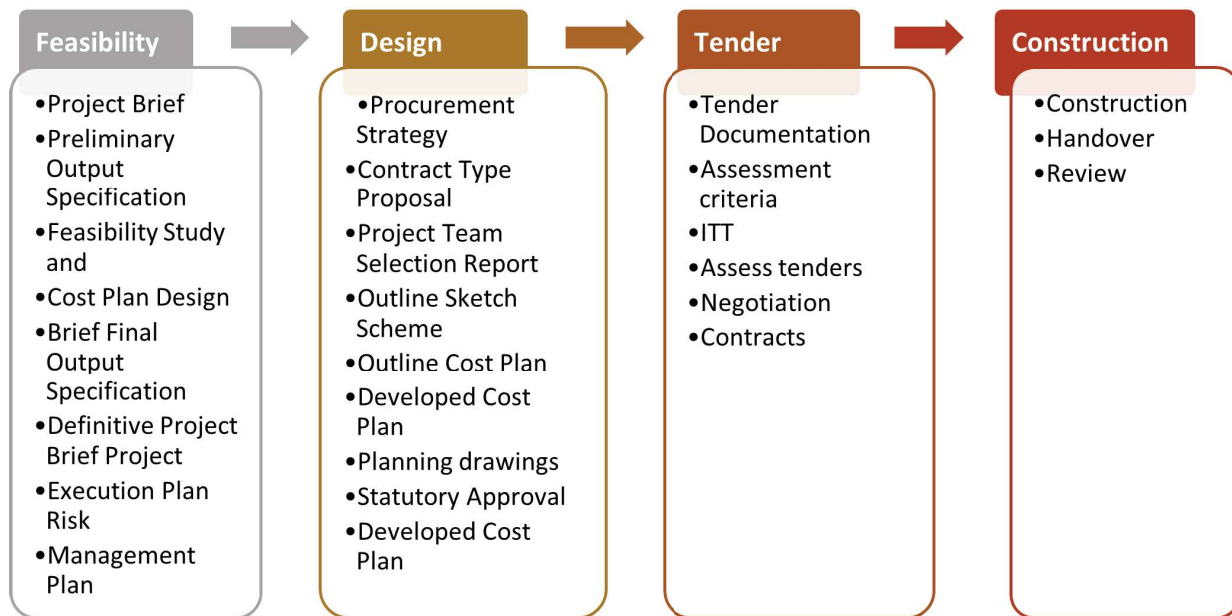 Feasibility
•Project Brief
•Preliminary
Output
Specification
•Feasibility Study
and
•Cost Plan Design
•Brief Final
Output
Specification
•Definitive Project
Brief Project
•Execution Plan
Risk
•Management
Plan
Design
•Procurement
Strategy
•Contract Type
Proposal
•Project Team
Selection Report
•Outline Sketch
Scheme
•Outline Cost Plan
•Developed Cost
Plan
•Planning drawings
•Statutory Approval
•Developed Cost
Plan
Tender
•Tender
Documentation
•Assessment
criteria
•ITT
•Assess tenders
•Negotiation
•Contracts
Construction
•Construction
•Handover
•Review